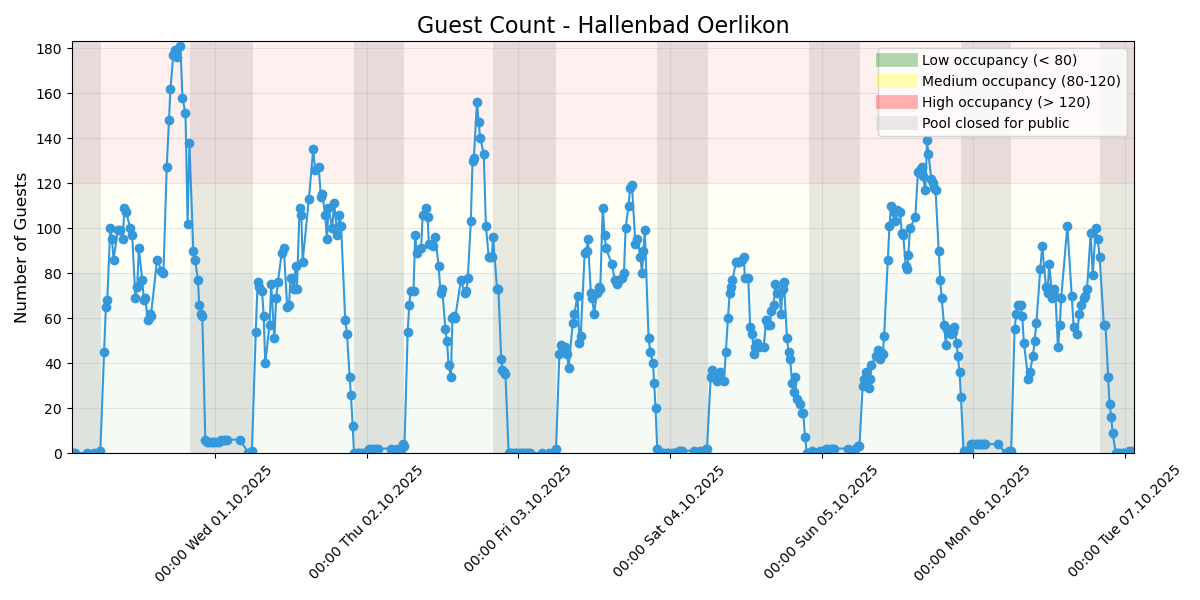 Guest Count - Hallenbad Oerlikon
Number of Guests
180
160
140
120
100
80
60
40
20
0
Low occupancy (< 80)
Medium occupancy (80-120)
High occupancy (> 120)
Pool closed for public
00:00 Wed 01.10.2025
00:00 Thu 02.10.2025
00:00 Fri 03.10.2025
00:00 Sat 04.10.2025
00:00 Sun 05.10.2025
00:00 Mon 06.10.2025
00:00 Tue 07.10.2025